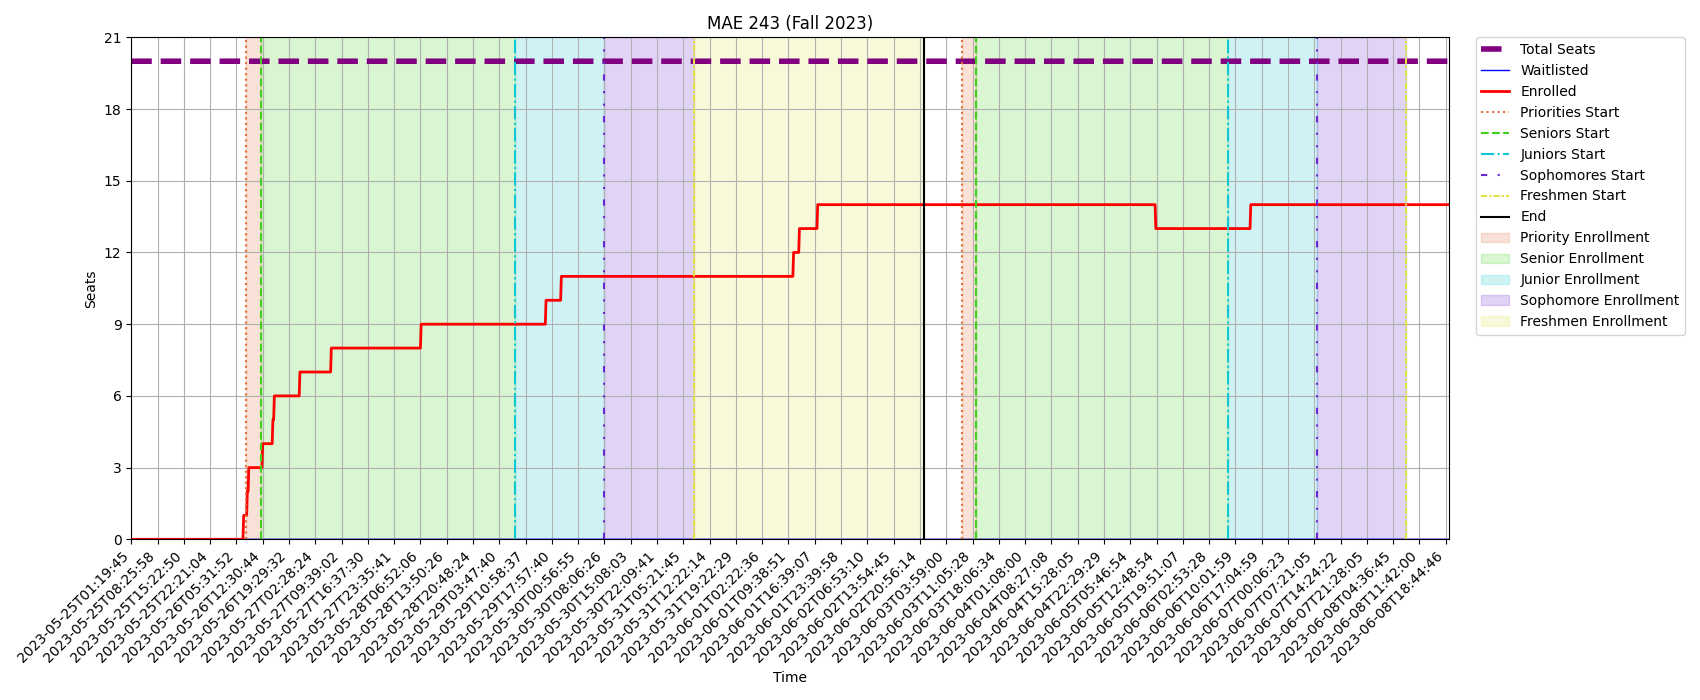 MAE 243 (Fall 2023)
Seats
21
18
15
12
9
6
3
0
2023-05-25T01:19:45
2023-05-25T08:25:58
2023-05-25T15:22:50
2023-05-25T22:21:04
2023-05-26T05:31:52
2023-05-26T12:30:44
2023-05-26T19:29:32
2023-05-27T02:28:24
2023-05-27T09:39:02
2023-05-27T16:37:30
2023-05-27T23:35:41
2023-05-28T06:52:06
2023-05-28T13:50:26
2023-05-28T20:48:24
2023-05-29T03:47:40
2023-05-29T10:58:37
2023-05-29T17:57:40
2023-05-30T00:56:55
2023-05-30T08:06:26
2023-05-30T15:08:03
2023-05-30T22:09:41
2023-05-31T05:21:45
2023-05-31T12:22:14
2023-05-31T19:22:29
2023-06-01T02:22:36
2023-06-01T09:38:51
2023-06-01T16:39:07
2023-06-01T23:39:58
2023-06-02T06:53:10
2023-06-02T13:54:45
2023-06-02T20:56:14
2023-06-03T03:59:00
2023-06-03T11:05:28
2023-06-03T18:06:34
2023-06-04T01:08:00
2023-06-04T08:27:08
2023-06-04T15:28:05
2023-06-04T22:29:29
2023-06-05T05:46:54
2023-06-05T12:48:54
2023-06-05T19:51:07
2023-06-06T02:53:28
2023-06-06T10:01:59
2023-06-06T17:04:59
2023-06-07T00:06:23
2023-06-07T07:21:05
2023-06-07T14:24:22
2023-06-07T21:28:05
2023-06-08T04:36:45
2023-06-08T11:42:00
2023-06-08T18:44:46
Time
Total Seats
Waitlisted
Enrolled
Priorities Start
Seniors Start
Juniors Start
Sophomores Start
Freshmen Start
End
Priority Enrollment
Senior Enrollment
Junior Enrollment
Sophomore Enrollment
Freshmen Enrollment